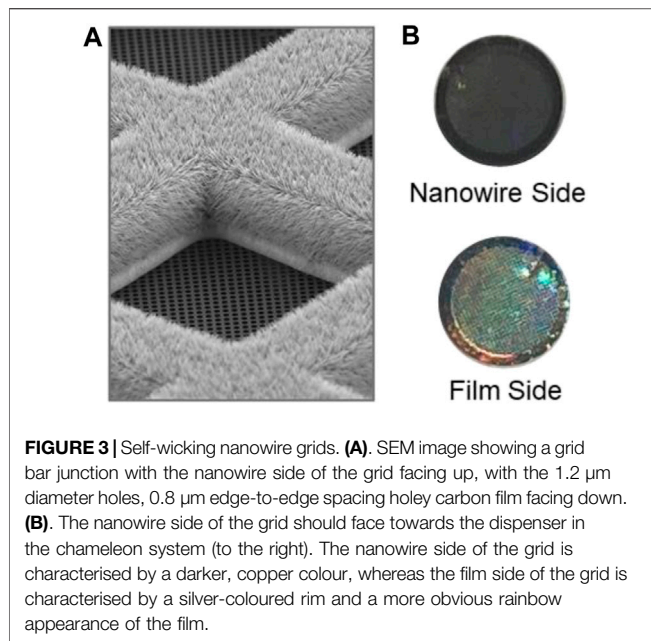 A
B
Nanowire Side
Film Side
FIGURE 3 | Self-wicking nanowire grids. (A). SEM image showing a grid
bar junction with the nanowire side of the grid facing up, with the 1.2 µm
diameter holes, 0.8 µm edge-to-edge spacing holey carbon film facing down.
(B). The nanowire side of the grid should face towards the dispenser in
the chameleon system (to the right). The nanowire side of the grid is
characterised by a darker, copper colour, whereas the film side of the grid is
characterised by a silver-coloured rim and a more obvious rainbow
appearance of the film.